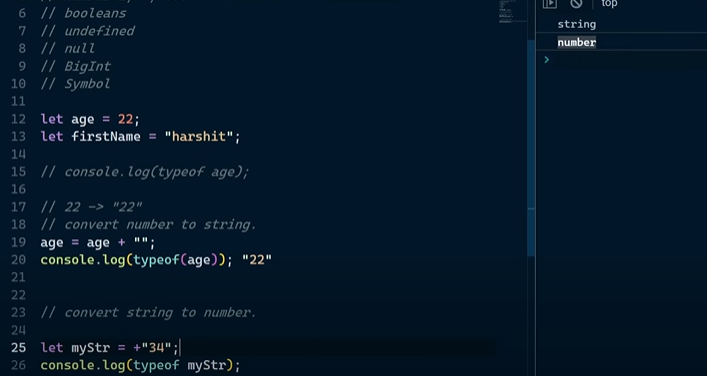 6 // booleans
7 // undefined
8 // null
9 // BigInt
10 // Symbol
11
12 let age = 22;
13 let firstName = "harshit";
14
15 // console.log(typeof age);
16
17 // 22 -> "22"
18 // convert number to string.
19 age = age + "";
20 console.log(typeof(age)); "22"
21
22
23 // convert string to number.
24
25 let myStr = +"34";
26 console.log(typeof myStr);
top
string
number
>